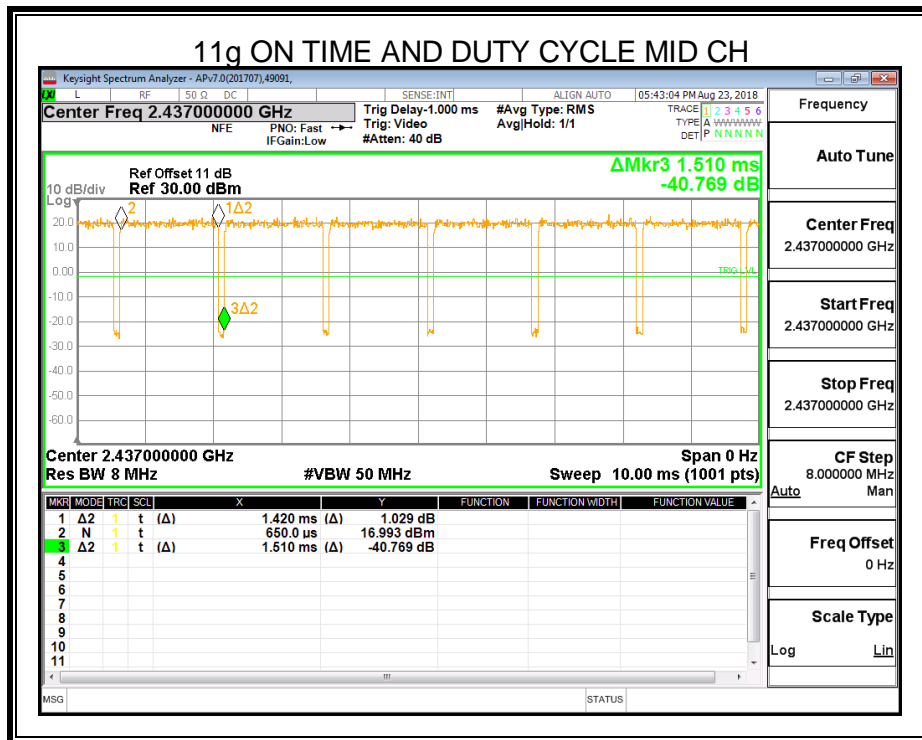 11g ON TIME AND DUTY CYCLE MID CH
Keysight Spectrum Analyzer - APv7.0(201707),49091,
LXI L RF 50 Ω DC SENSE:INT ALIGN AUTO 05:43:04 PM Aug 23, 2018
Center Freq 2.437000000 GHz
NFE
PNO: Fast
IFGain:Low
Trig Delay-1.000 ms
Trig: Video
#Atten: 40 dB
#Avg Type: RMS
Avg|Hold: 1/1
TRACE 1 2 3 4 5 6
TYPE A WWWWW
DET P N N N N N
ΔMkr3 1.510 ms
-40.769 dB
Ref Offset 11 dB
10 dB/div Ref 30.00 dBm
Log
20.0
10.0
0.00
-10.0
-20.0
-30.0
-40.0
-50.0
-60.0
2
1Δ2
3Δ2
TRIG LVL
Center 2.437000000 GHz Span 0 Hz
Res BW 8 MHz #VBW 50 MHz Sweep 10.00 ms (1001 pts)
MKR MODE TRC SCL X Y FUNCTION FUNCTION WIDTH FUNCTION VALUE
1 Δ2 1 t (Δ) 1.420 ms (Δ) 1.029 dB
2 N 1 t 650.0 µs 16.993 dBm
3 Δ2 1 t (Δ) 1.510 ms (Δ) -40.769 dB
4
5
6
7
8
9
10
11
MSG STATUS
Frequency
Auto Tune
Center Freq
2.437000000 GHz
Start Freq
2.437000000 GHz
Stop Freq
2.437000000 GHz
CF Step
8.000000 MHz
Auto Man
Freq Offset
0 Hz
Scale Type
Log Lin